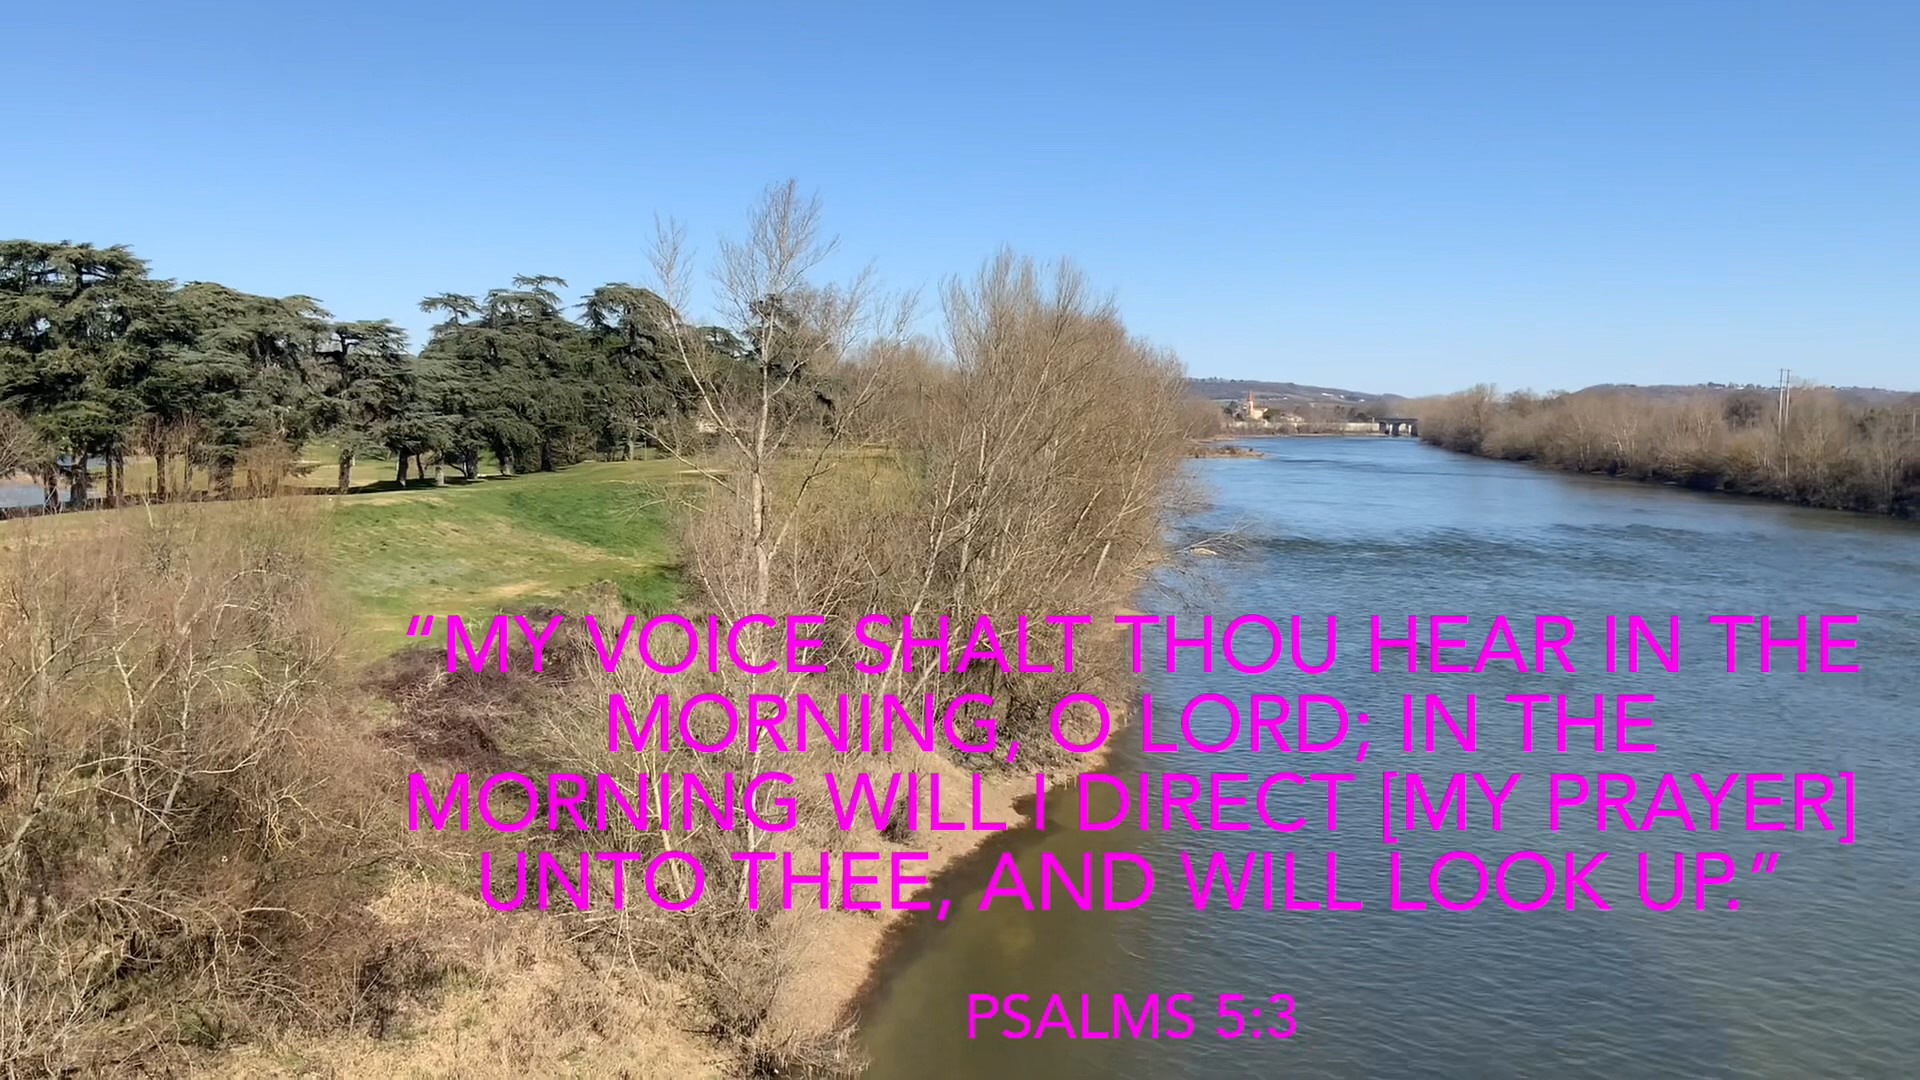 “MY VOICE SHALT THOU HEAR IN THE
MORNING, O LORD; IN THE
MORNING WILL I DIRECT [MY PRAYER]
UNTO THEE, AND WILL LOOK UP.”
PSALMS 5:3